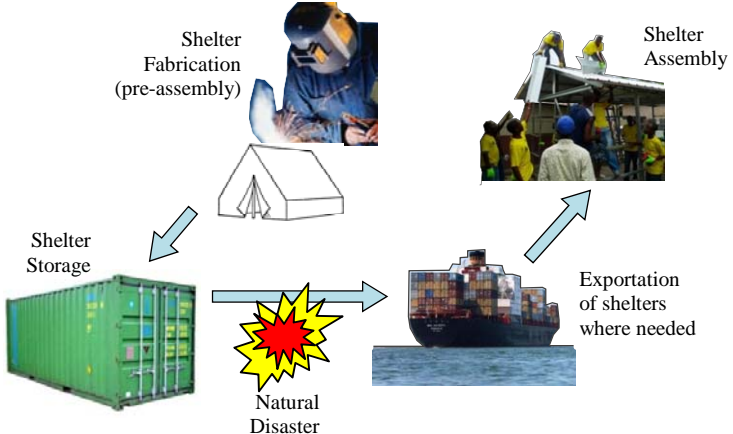 Shelter
Fabrication
(pre-assembly)
Shelter
Assembly
Shelter
Storage
Exportation
of shelters
where needed
Natural
Disaster